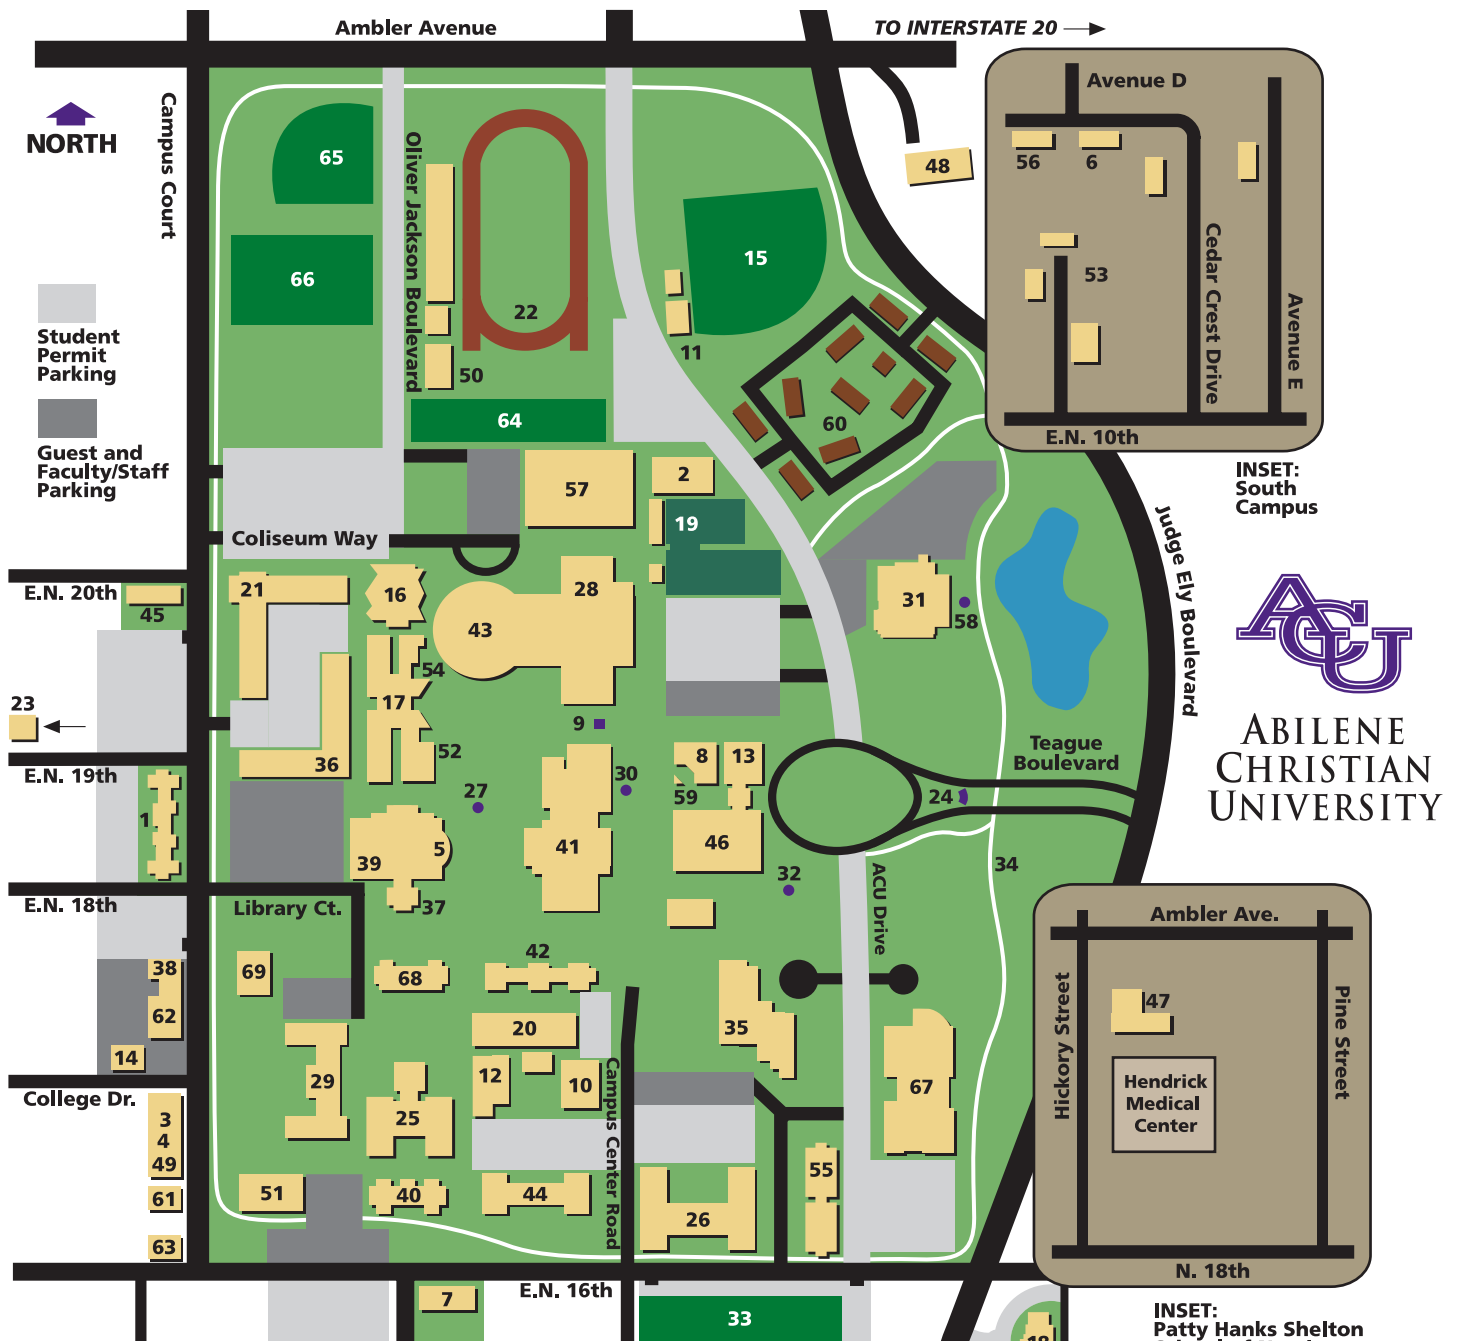 Ambler Avenue
TO INTERSTATE 20
NORTH
Campus Court
Oliver Jackson Boulevard
65
66
22
50
64
15
11
60
48
Avenue D
56
6
53
Cedar Crest Drive
Avenue E
E.N. 10th
INSET:
South
Campus
Student
Permit
Parking
Guest and
Faculty/Staff
Parking
Coliseum Way
57
2
19
Judge Ely Boulevard
E.N. 20th
45
21
16
43
28
31
58
54
17
23
9
36
52
E.N. 19th
27
30
8
13
59
Teague
Boulevard
24
ACU
ABILENE
CHRISTIAN
UNIVERSITY
1
39
5
41
46
32
34
37
E.N. 18th
Library Ct.
ACU Drive
38
62
14
69
68
42
20
35
67
College Dr.
29
25
12
10
Campus Center Road
3
4
49
61
63
51
40
44
26
55
E.N. 16th
7
33
18
Ambler Ave.
Hickory Street
Pine Street
47
Hendrick
Medical
Center
N. 18th
INSET:
Patty Hanks Shelton